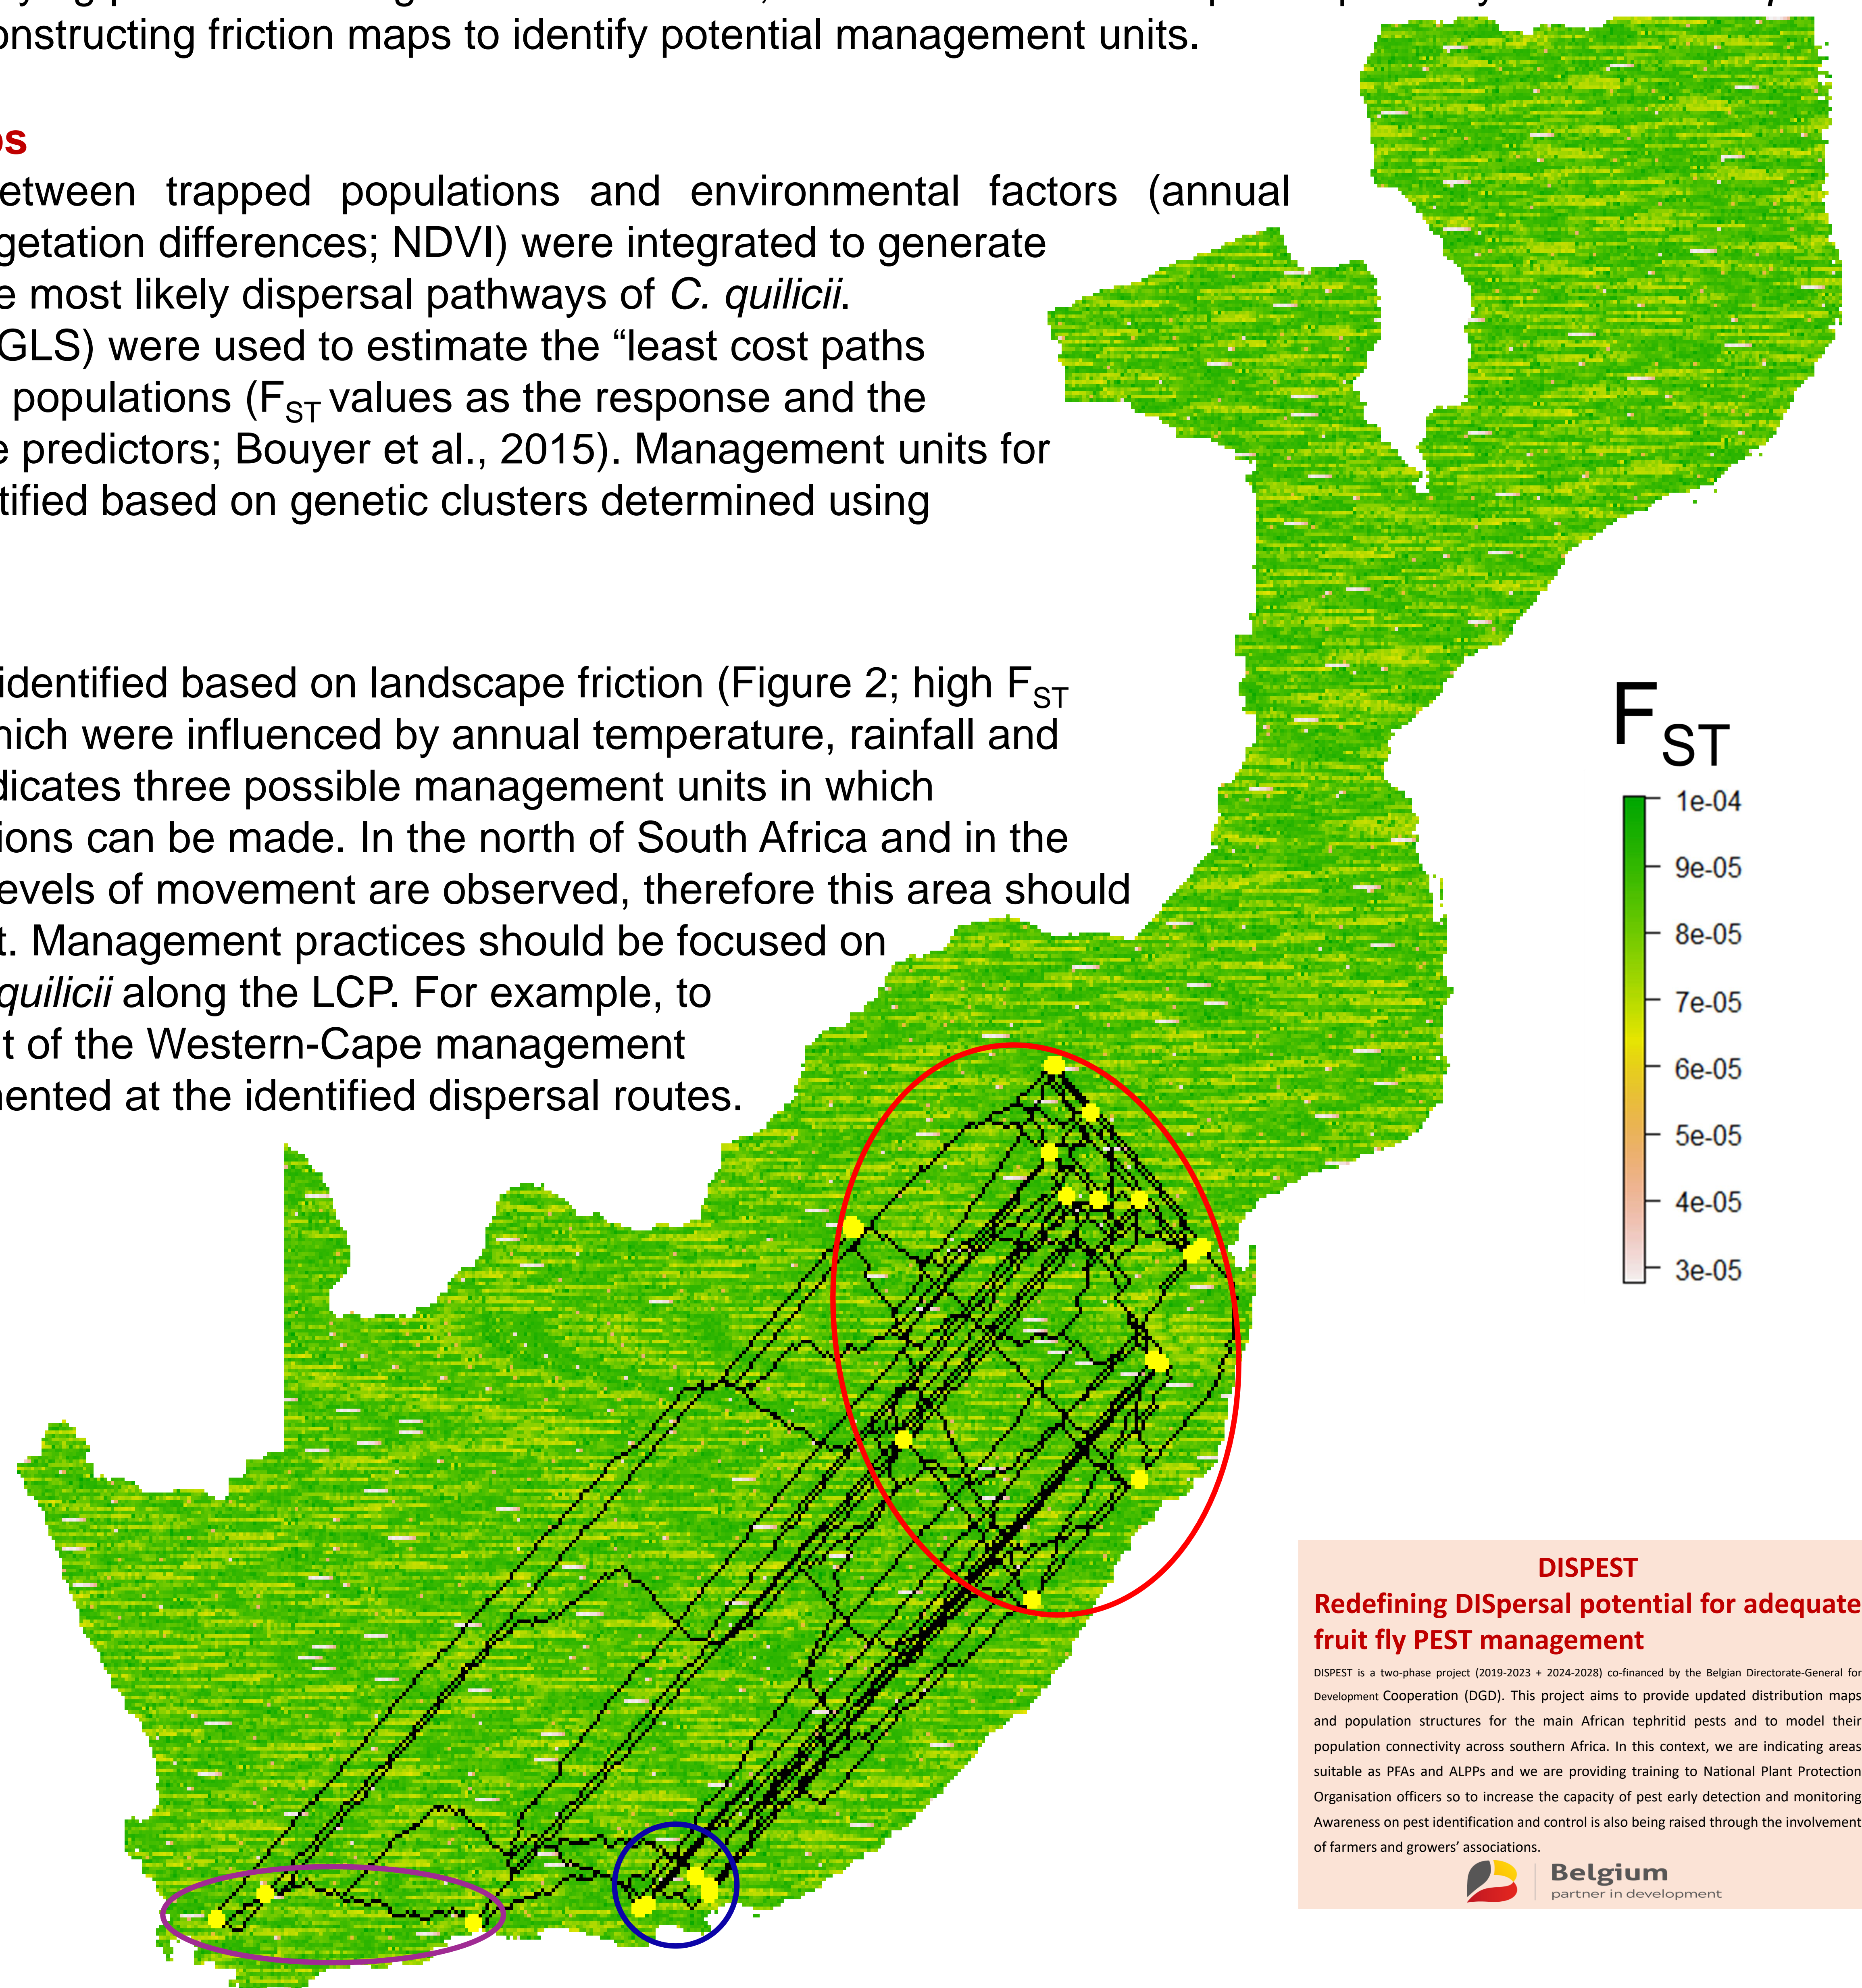 onstructing friction maps to identify potential management units.
os
etween trapped populations and environmental factors (annual
getation differences; NDVI) were integrated to generate
e most likely dispersal pathways of C. quilicii.
GLS) were used to estimate the “least cost paths
populations (FST values as the response and the
e predictors; Bouyer et al., 2015). Management units for
tified based on genetic clusters determined using
identified based on landscape friction (Figure 2; high FST
hich were influenced by annual temperature, rainfall and
dicates three possible management units in which
ions can be made. In the north of South Africa and in the
evels of movement are observed, therefore this area should
t. Management practices should be focused on
quilicii along the LCP. For example, to
t of the Western-Cape management
nented at the identified dispersal routes.
FST
1e-04
9e-05
8e-05
7e-05
6e-05
5e-05
4e-05
3e-05
DISPEST
Redefining DISpersal potential for adequate
fruit fly PEST management
DISPEST is a two-phase project (2019-2023 + 2024-2028) co-financed by the Belgian Directorate-General for
Development Cooperation (DGD). This project aims to provide updated distribution maps
and population structures for the main African tephritid pests and to model their
population connectivity across southern Africa. In this context, we are indicating areas
suitable as PFAs and ALPPs and we are providing training to National Plant Protection
Organisation officers so to increase the capacity of pest early detection and monitoring
Awareness on pest identification and control is also being raised through the involvement
of farmers and growers’ associations.
Belgium
partner in development